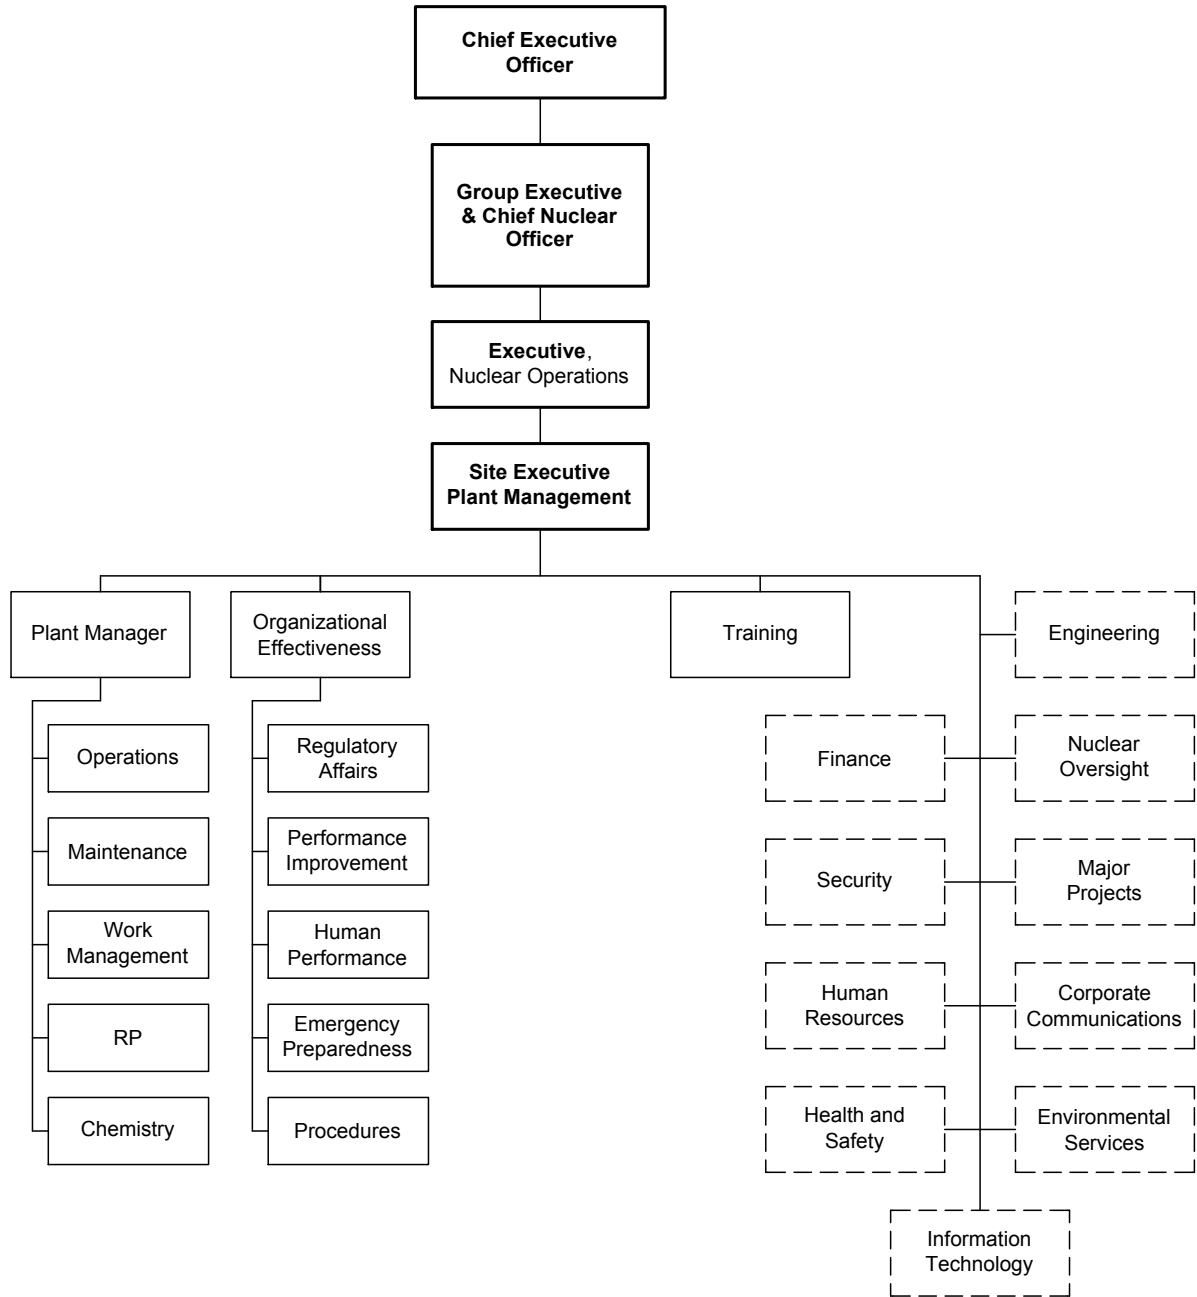 Chief Executive
Officer
Group Executive
& Chief Nuclear
Officer
Executive,
Nuclear Operations
Site Executive
Plant Management
Plant Manager
Organizational
Effectiveness
Training
Engineering
Operations
Maintenance
Work
Management
RP
Chemistry
Regulatory
Affairs
Performance
Improvement
Human
Performance
Emergency
Preparedness
Procedures
Finance
Nuclear
Oversight
Security
Major
Projects
Human
Resources
Corporate
Communications
Health and
Safety
Environmental
Services
Information
Technology